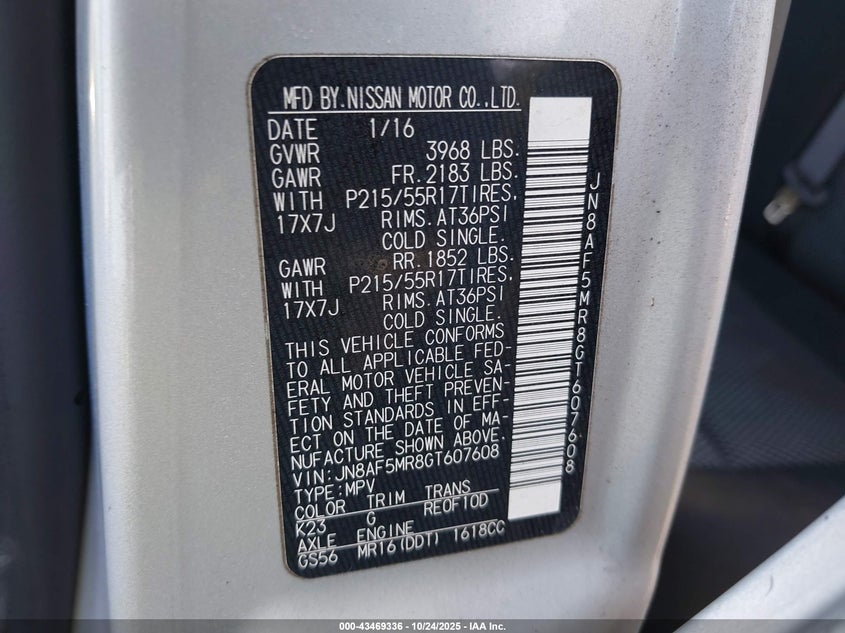 MFD BY.NISSAN MOTOR CO.,LTD.
DATE 1/16
GVWR 3968 LBS.
GAWR FR.2183 LBS.
WITH P215/55R17TIRES,
17X7J RIMS.AT36PSI
COLD SINGLE.
GAWR RR.1852 LBS.
WITH P215/55R17TIRES,
17X7J RIMS.AT36PSI
COLD SINGLE.
THIS VEHICLE CONFORMS
TO ALL APPLICABLE FED-
ERAL MOTOR VEHICLE SA-
FETY AND THEFT PREVEN-
TION STANDARDS IN EFF-
ECT ON THE DATE OF MA-
NUFACTURE SHOWN ABOVE.
VIN:JN8AF5MR8GT607608
TYPE:MPV
COLOR TRIM TRANS
K23 G RE0F10D
AXLE ENGINE
GS56 MR16(DDT) 1618CC
JN8AF5MR8GT607608
000-43469336 - 10/24/2025 - IAA Inc.